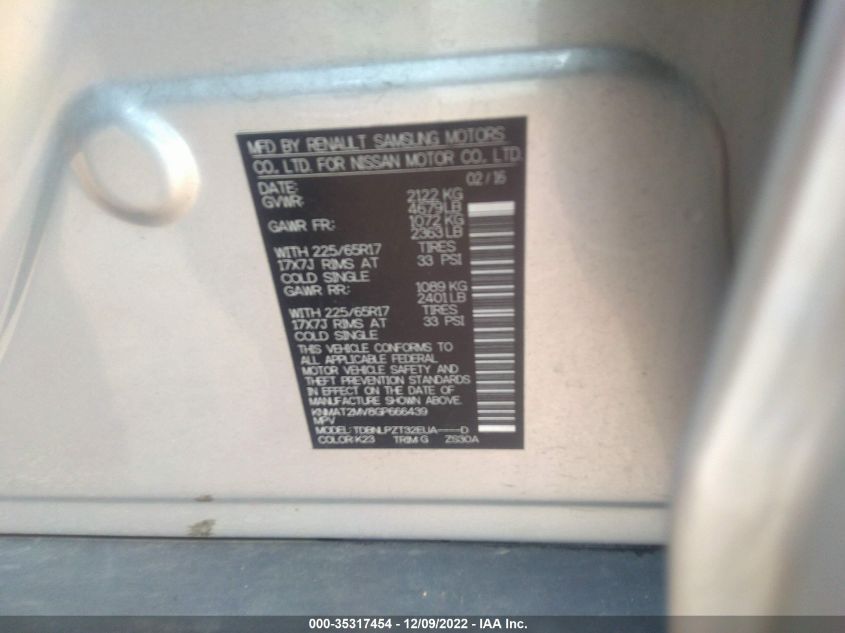 MFD BY RENAULT SAMSUNG MOTORS
CO., LTD. FOR NISSAN MOTOR CO., LTD.
DATE: 02/16
GVWR: 2122 KG
4679 LB
GAWR FR: 1072 KG
2363 LB
WITH 225/65R17 TIRES
17X7J RIMS AT 33 PSI
COLD SINGLE
GAWR RR: 1089 KG
2401 LB
WITH 225/65R17 TIRES
17X7J RIMS AT 33 PSI
COLD SINGLE
THIS VEHICLE CONFORMS TO
ALL APPLICABLE FEDERAL
MOTOR VEHICLE SAFETY AND
THEFT PREVENTION STANDARDS
IN EFFECT ON THE DATE OF
MANUFACTURE SHOWN ABOVE.
KNMAT2MV8GP666439
MPV
MODEL: TDBNLPZT32EUA----D
COLOR: K23 TRIM: G ZS30A
000-35317454 - 12/09/2022 - IAA Inc.